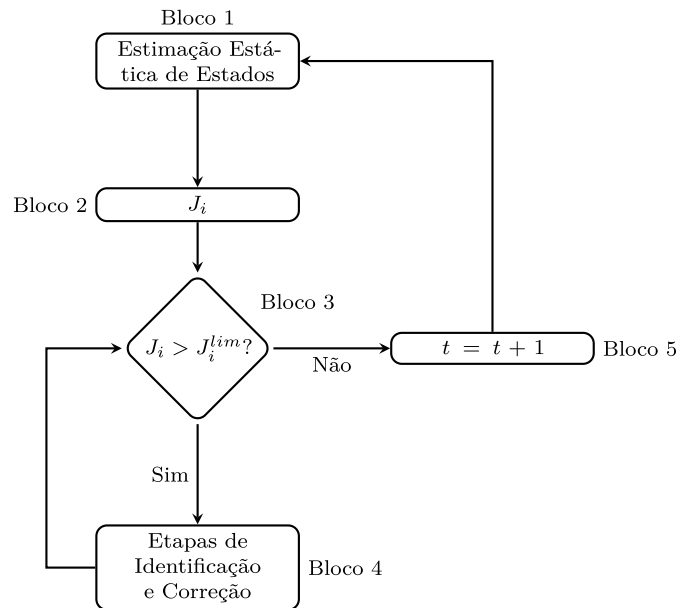 Bloco 1
Estimação Está-
tica de Estados
Bloco 2
J_i
Bloco 3
J_i > J_i^{lim}?
Não
t = t + 1
Bloco 5
Sim
Etapas de
Identificação
e Correção
Bloco 4